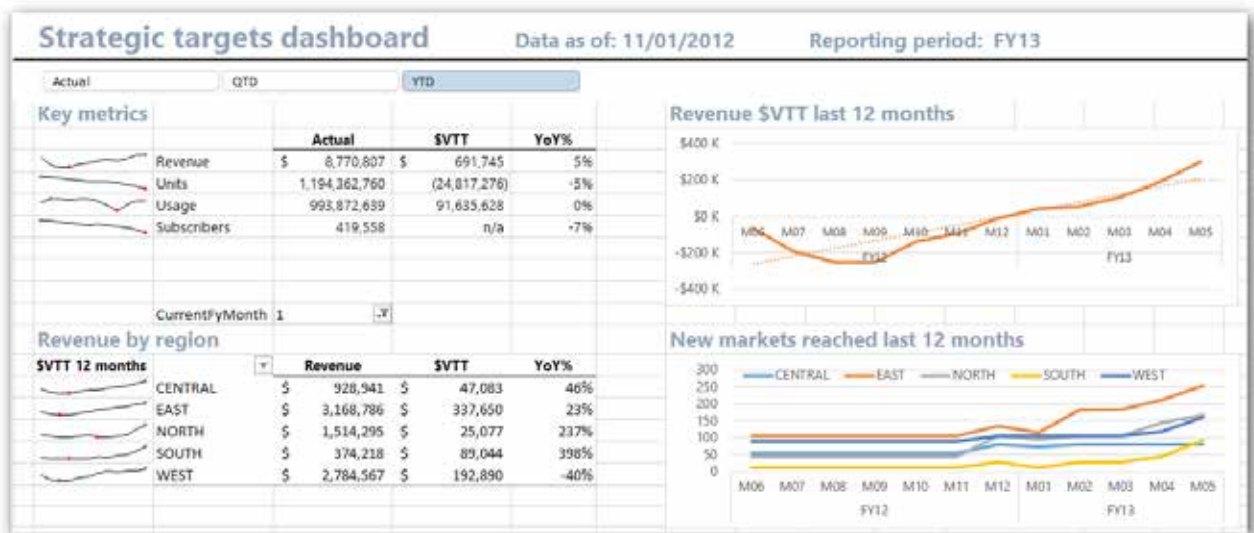 Strategic targets dashboard Data as of: 11/01/2012 Reporting period: FY13
Actual QTD YTD
Key metrics
Actual $VTT YoY%
Revenue $ 8,770,807 $ 691,745 5%
Units 1,194,362,760 (24,817,276) -5%
Usage 993,872,639 91,635,628 0%
Subscribers 419,558 n/a -7%
CurrentFyMonth 1
Revenue by region
$VTT 12 months Revenue $VTT YoY%
CENTRAL $ 928,941 $ 47,083 46%
EAST $ 3,168,786 $ 337,650 23%
NORTH $ 1,514,295 $ 25,077 237%
SOUTH $ 374,218 $ 89,044 398%
WEST $ 2,784,567 $ 192,890 -40%
Revenue $VTT last 12 months
$400 K
$200 K
$0 K
M06 M07 M08 M09 M10 M11 M12 M01 M02 M03 M04 M05
-$200 K
FY12 FY13
-$400 K
New markets reached last 12 months
300
CENTRAL EAST NORTH SOUTH WEST
250
200
150
100
50
0
M06 M07 M08 M09 M10 M11 M12 M01 M02 M03 M04 M05
FY12 FY13